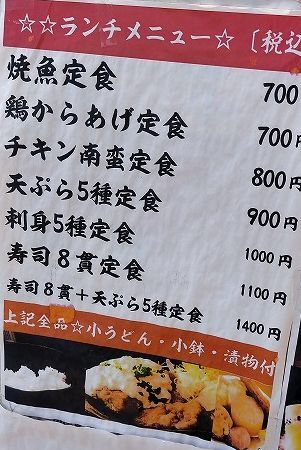 ☆☆ランチメニュー☆〔税込
焼魚定食 700
鶏からあげ定食 700円
チキン南蛮定食 800円
天ぷら5種定食 900円
刺身5種定食 1000円
寿司8貫定食 1100円
寿司8貫＋天ぷら5種定食 1400円
上記全品☆小うどん・小鉢・漬物付